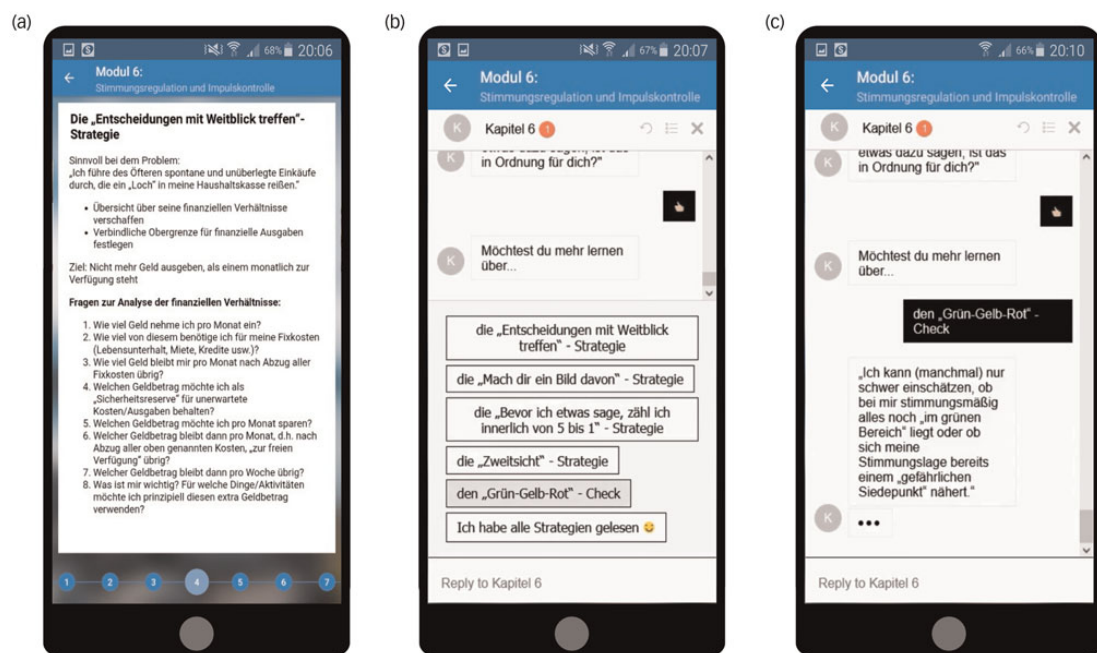 (a)
68% 20:06
Modul 6:
Stimmungsregulation und Impulskontrolle
Die „Entscheidungen mit Weitblick treffen“-
Strategie
Sinnvoll bei dem Problem:
„Ich führe des Öfteren spontane und unüberlegte Einkäufe
durch, die ein „Loch“ in meine Haushaltskasse reißen.“
• Übersicht über seine finanziellen Verhältnisse
verschaffen
• Verbindliche Obergrenze für finanzielle Ausgaben
festlegen
Ziel: Nicht mehr Geld ausgeben, als einem monatlich zur
Verfügung steht
Fragen zur Analyse der finanziellen Verhältnisse:
1. Wie viel Geld nehme ich pro Monat ein?
2. Wie viel von diesem benötige ich für meine Fixkosten
(Lebensunterhalt, Miete, Kredite usw.)?
3. Wie viel Geld bleibt mir pro Monat nach Abzug aller
Fixkosten übrig?
4. Welchen Geldbetrag möchte ich als
„Sicherheitsreserve“ für unerwartete
Kosten/Ausgaben behalten?
5. Welchen Geldbetrag möchte ich pro Monat sparen?
6. Welcher Geldbetrag bleibt dann pro Monat, d.h. nach
Abzug aller oben genannten Kosten, „zur freien
Verfügung“ übrig?
7. Welcher Geldbetrag bleibt dann pro Woche übrig?
8. Was ist mir wichtig? Für welche Dinge/Aktivitäten
möchte ich prinzipiell diesen extra Geldbetrag
verwenden?
1 2 3 4 5 6 7
(b)
67% 20:07
Modul 6:
Stimmungsregulation und Impulskontrolle
K Kapitel 6 1
etwas dazu sagen, ist das
in Ordnung für dich?"
K Möchtest du mehr lernen
über...
die „Entscheidungen mit Weitblick
treffen“ - Strategie
die „Mach dir ein Bild davon“ - Strategie
die „Bevor ich etwas sage, zähl ich
innerlich von 5 bis 1“ - Strategie
die „Zweitsicht“ - Strategie
den „Grün-Gelb-Rot“ - Check
Ich habe alle Strategien gelesen 😀
Reply to Kapitel 6
(c)
66% 20:10
Modul 6:
Stimmungsregulation und Impulskontrolle
K Kapitel 6 1
K etwas dazu sagen, ist das
in Ordnung für dich?"
K Möchtest du mehr lernen
über...
den „Grün-Gelb-Rot“ -
Check
„Ich kann (manchmal) nur
schwer einschätzen, ob
bei mir stimmungsmäßig
alles noch „im grünen
Bereich“ liegt oder ob
sich meine
Stimmungslage bereits
einem „gefährlichen
Siedepunkt“ nähert.“
K •••
Reply to Kapitel 6